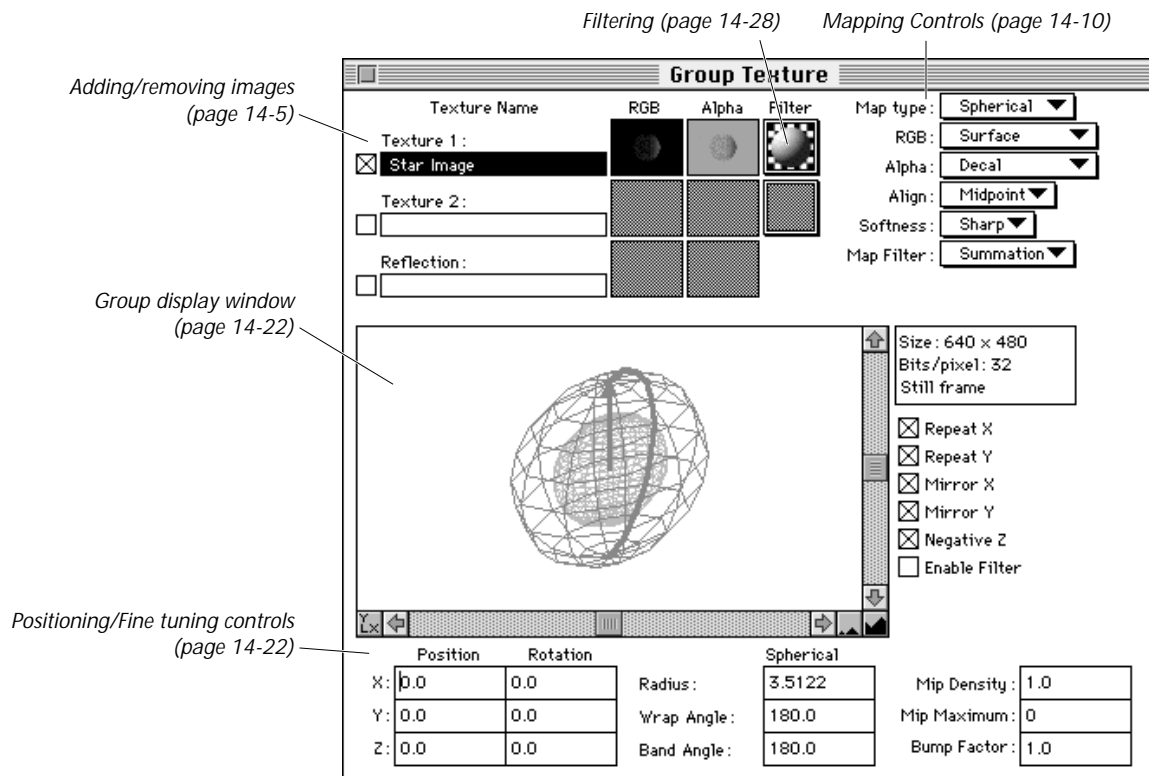 Filtering (page 14-28)
Mapping Controls (page 14-10)
Adding/removing images
(page 14-5)
Group Texture
Texture Name RGB Alpha Filter
Texture 1 :
Star Image
Texture 2 :
Reflection :
Map type : Spherical
RGB : Surface
Alpha : Decal
Align : Midpoint
Softness : Sharp
Map Filter : Summation
Group display window
(page 14-22)
Size : 640 × 480
Bits/pixel : 32
Still frame
Repeat X
Repeat Y
Mirror X
Mirror Y
Negative Z
Enable Filter
Y
X
Positioning/Fine tuning controls
(page 14-22)
Position Rotation Spherical
X : 0.0 0.0 Radius : 3.5122 Mip Density : 1.0
Y : 0.0 0.0 Wrap Angle : 180.0 Mip Maximum : 0
Z : 0.0 0.0 Band Angle : 180.0 Bump Factor : 1.0